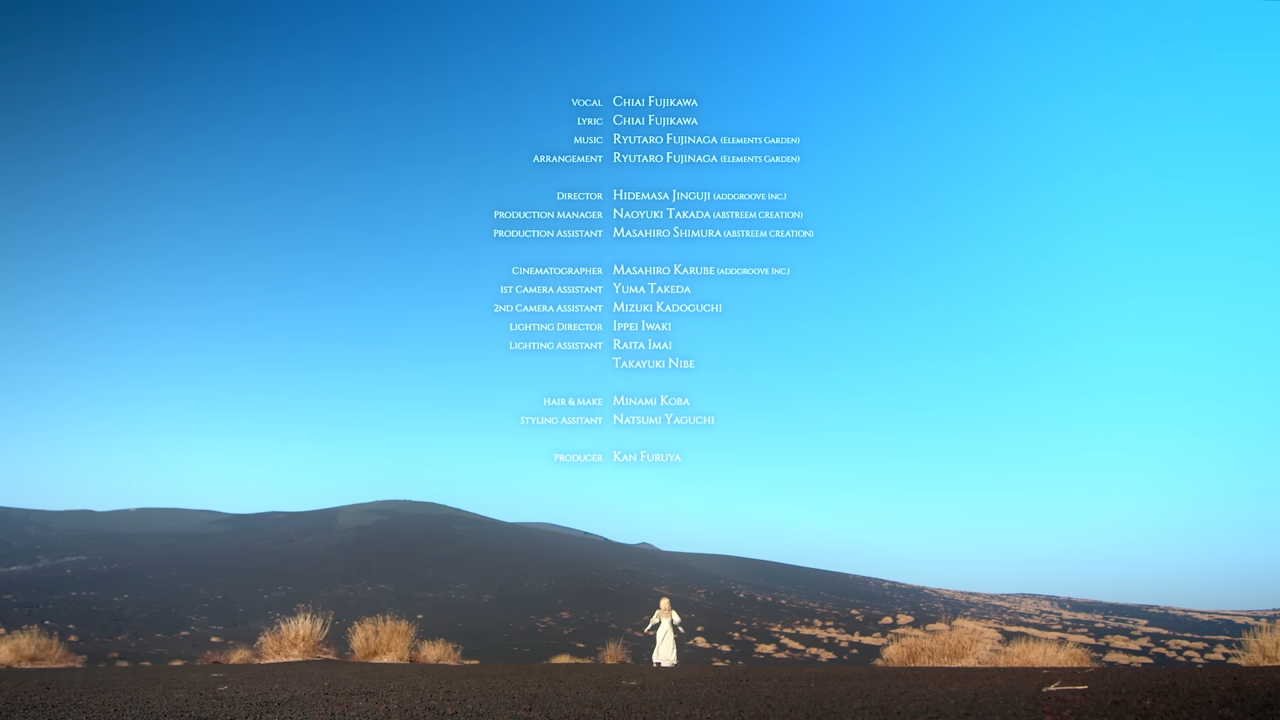 Vocal Chiai Fujikawa
Lyric Chiai Fujikawa
Music Ryutaro Fujinaga (Elements Garden)
Arrangement Ryutaro Fujinaga (Elements Garden)
Director Hidemasa Jinguji (addgroove inc.)
Production Manager Naoyuki Takada (abstreem creation)
Production Assistant Masahiro Shimura (abstreem creation)
Cinematographer Masahiro Karube (addgroove inc.)
1st Camera Assistant Yuma Takeda
2nd Camera Assistant Mizuki Kadoguchi
Lighting Director Ippei Iwaki
Lighting Assistant Raita Imai
Takayuki Nibe
Hair & Make Minami Koba
Styling Assitant Natsumi Yaguchi
Producer Kan Furuya